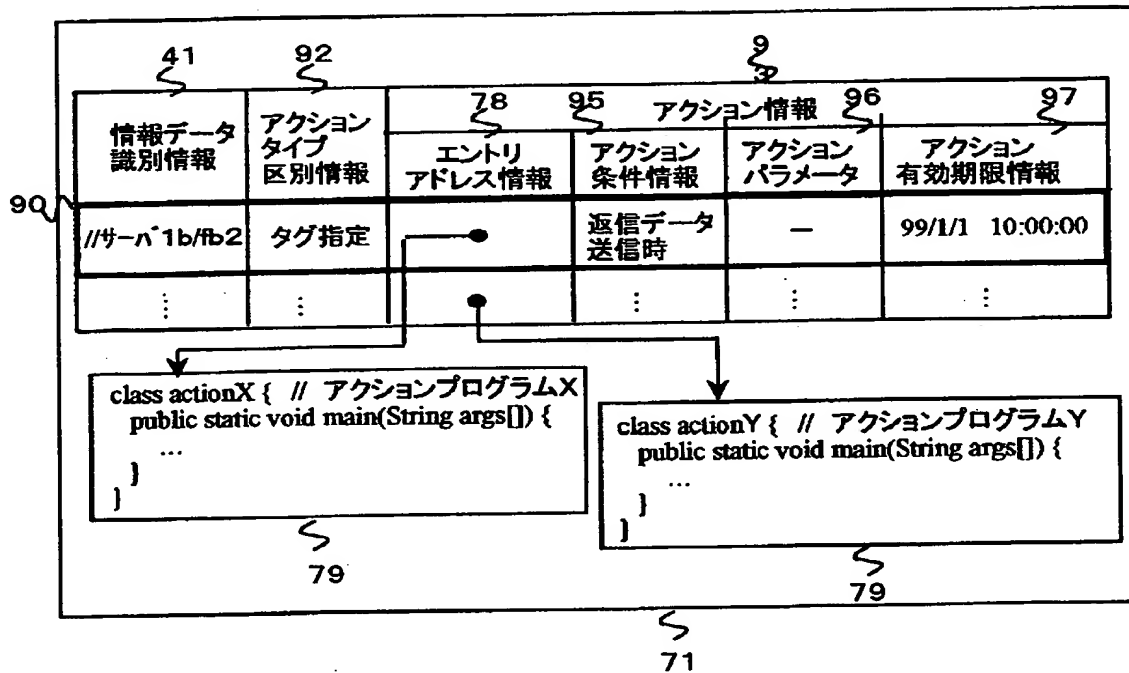 41
92
9
3
78
95
アクション情報
96
97
情報データ
識別情報
アクション
タイプ
区別情報
エントリ
アドレス情報
アクション
条件情報
アクション
パラメータ
アクション
有効期限情報
90
//サーバ1b/fb2
タグ指定
返信データ
送信時
—
99/1/1 10:00:00
⋮
⋮
⋮
⋮
⋮
class actionX { // アクションプログラムX
public static void main(String args[]) {
...
}
}
class actionY { // アクションプログラムY
public static void main(String args[]) {
...
}
}
79
79
71